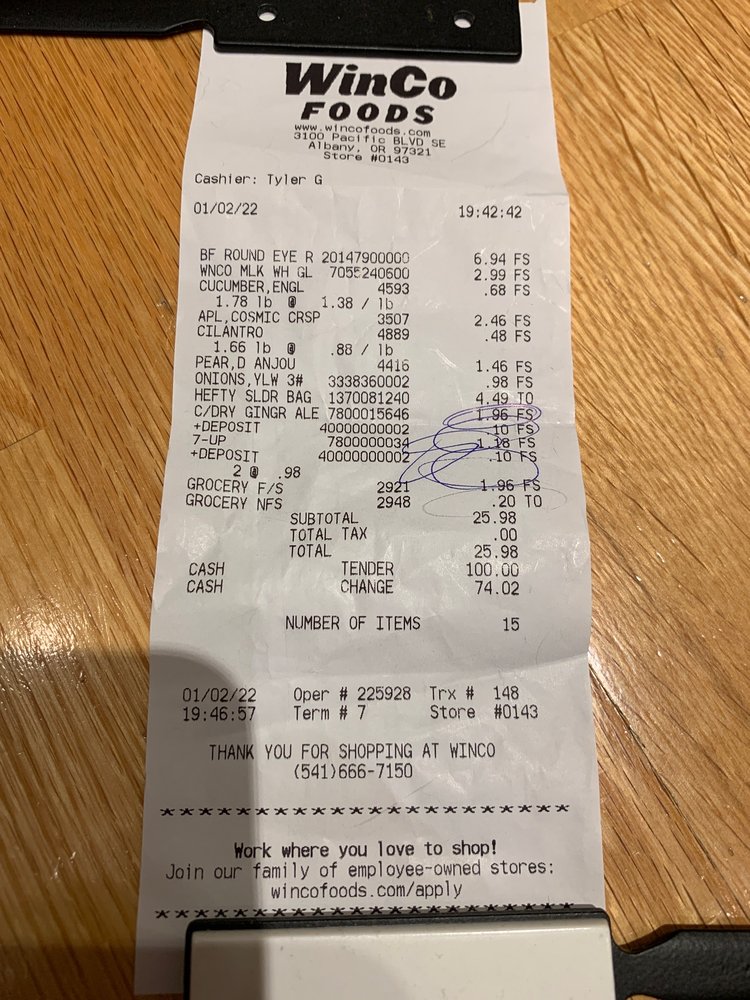 WinCo
FOODS
www.wincofoods.com
3100 Pacific BLVD SE
Albany, OR 97321
Store #0143
Cashier: Tyler G
01/02/22 19:42:42
BF ROUND EYE R 20147900000 6.94 FS
WNCO MLK WH GL 7055240600 2.99 FS
CUCUMBER,ENGL 4593 .68 FS
1.78 lb @ 1.38 / lb
APL,COSMIC CRSP 3507 2.46 FS
CILANTRO 4889 .48 FS
1.66 lb @ .88 / lb
PEAR,D ANJOU 4416 1.46 FS
ONIONS,YLW 3# 3338360002 .98 FS
HEFTY SLDR BAG 1370081240 4.49 TO
C/DRY GINGR ALE 7800015646 1.96 FS
+DEPOSIT 40000000002 .10 FS
7-UP 7800000034 1.18 FS
+DEPOSIT 40000000002 .10 FS
2 @ .98
GROCERY F/S 2921 1.96 FS
GROCERY NFS 2948 .20 TO
SUBTOTAL 25.98
TOTAL TAX .00
TOTAL 25.98
CASH TENDER 100.00
CASH CHANGE 74.02
NUMBER OF ITEMS 15
01/02/22 Oper # 225928 Trx # 148
19:46:57 Term # 7 Store #0143
THANK YOU FOR SHOPPING AT WINCO
(541)666-7150
************************************
Work where you love to shop!
Join our family of employee-owned stores:
wincofoods.com/apply
************************************